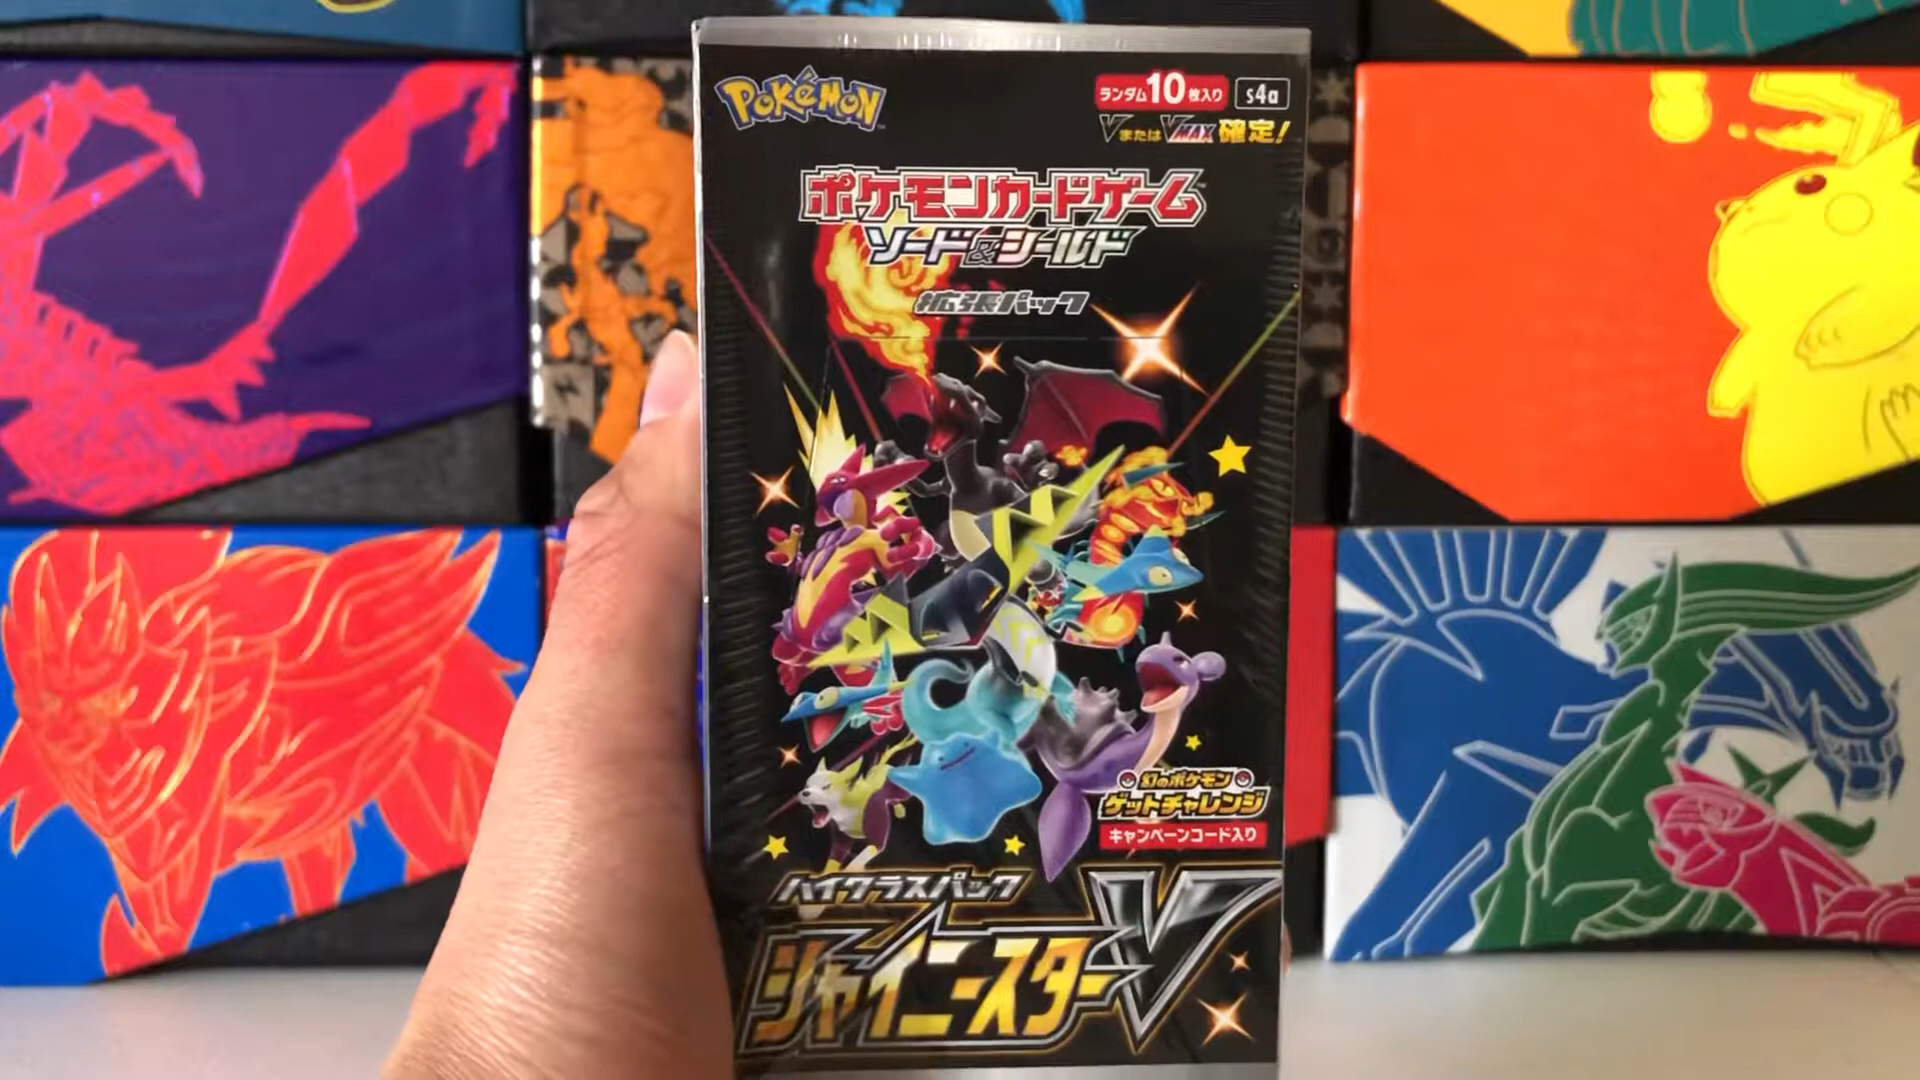 Pokémon
ランダム10枚入り
s4a
VまたはVMAX確定!
ポケモンカードゲーム
ソード&シールド
拡張パック
幻のポケモン
ゲットチャレンジ
キャンペーンコード入り
ハイクラスパック
シャイニースターV